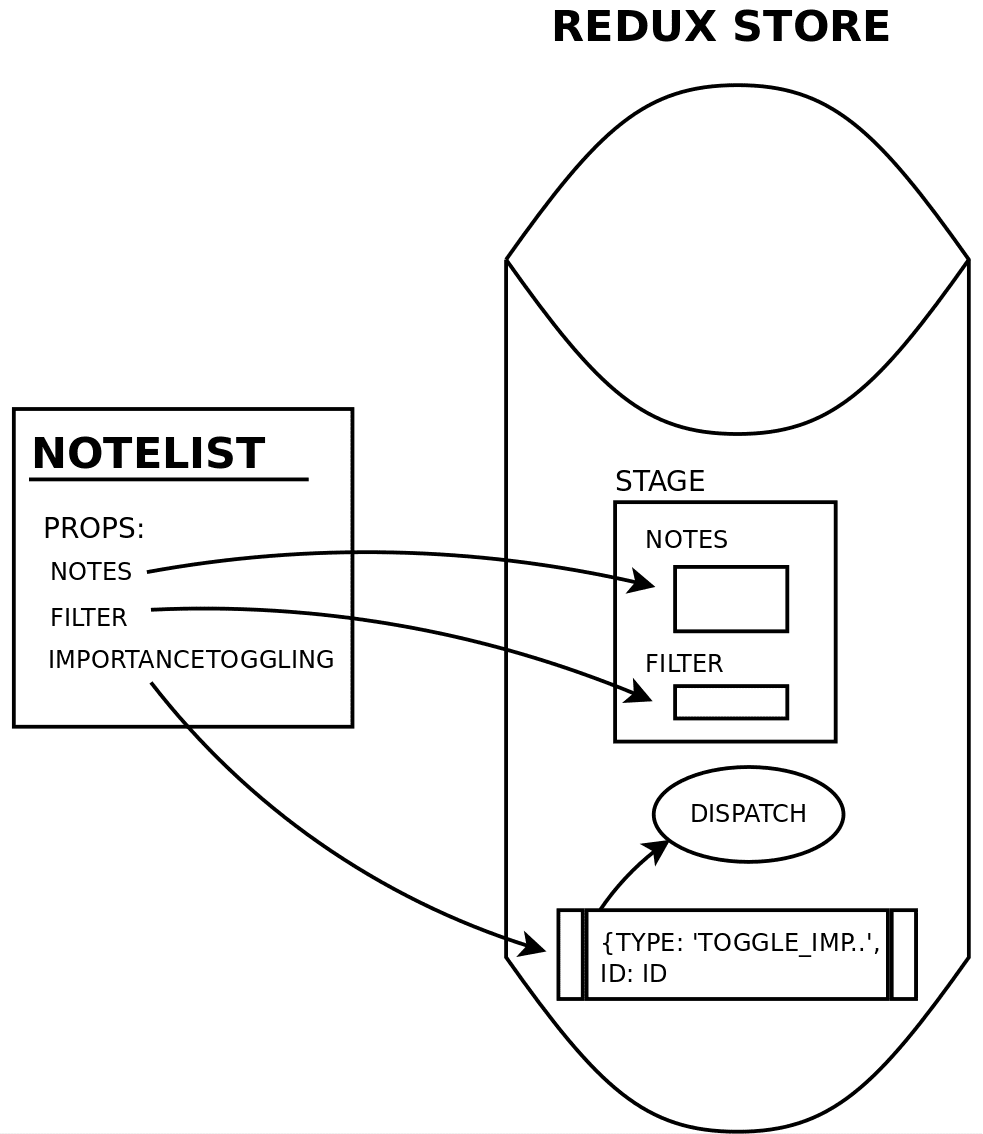 REDUX STORE
NOTELIST
PROPS:
NOTES
FILTER
IMPORTANCETOGGLING
STAGE
NOTES
FILTER
DISPATCH
{TYPE: 'TOGGLE_IMP..',
ID: ID